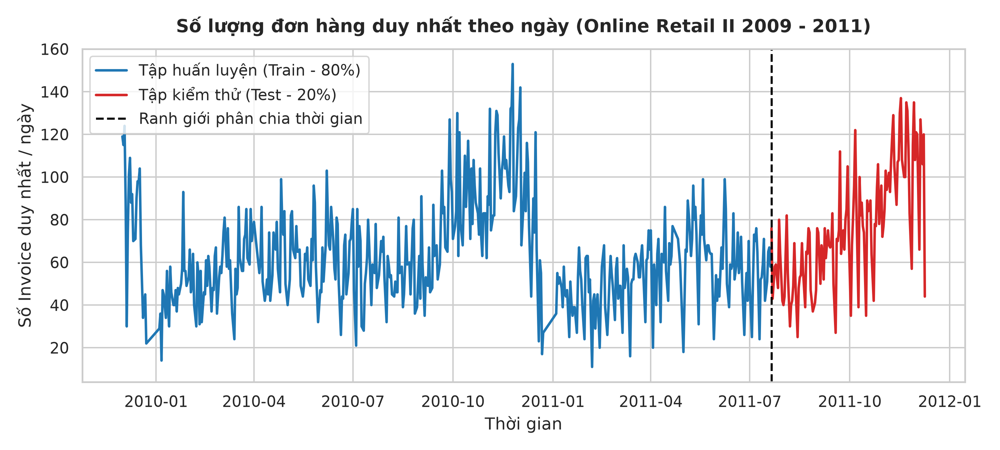 Số lượng đơn hàng duy nhất theo ngày (Online Retail II 2009 - 2011)
Số Invoice duy nhất / ngày
160
140
120
100
80
60
40
20
Tập huấn luyện (Train - 80%)
Tập kiểm thử (Test - 20%)
Ranh giới phân chia thời gian
2010-01
2010-04
2010-07
2010-10
2011-01
2011-04
2011-07
2011-10
2012-01
Thời gian